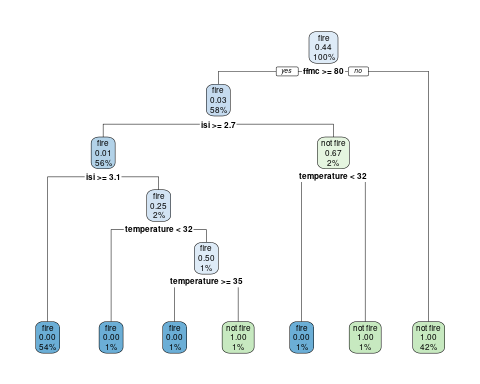 fire
0.44
100%
yes ffmc >= 80 no
fire
0.03
58%
isi >= 2.7
fire
0.01
56%
not fire
0.67
2%
isi >= 3.1
temperature < 32
fire
0.25
2%
temperature < 32
fire
0.50
1%
temperature >= 35
fire
0.00
54%
fire
0.00
1%
fire
0.00
1%
not fire
1.00
1%
fire
0.00
1%
not fire
1.00
1%
not fire
1.00
42%